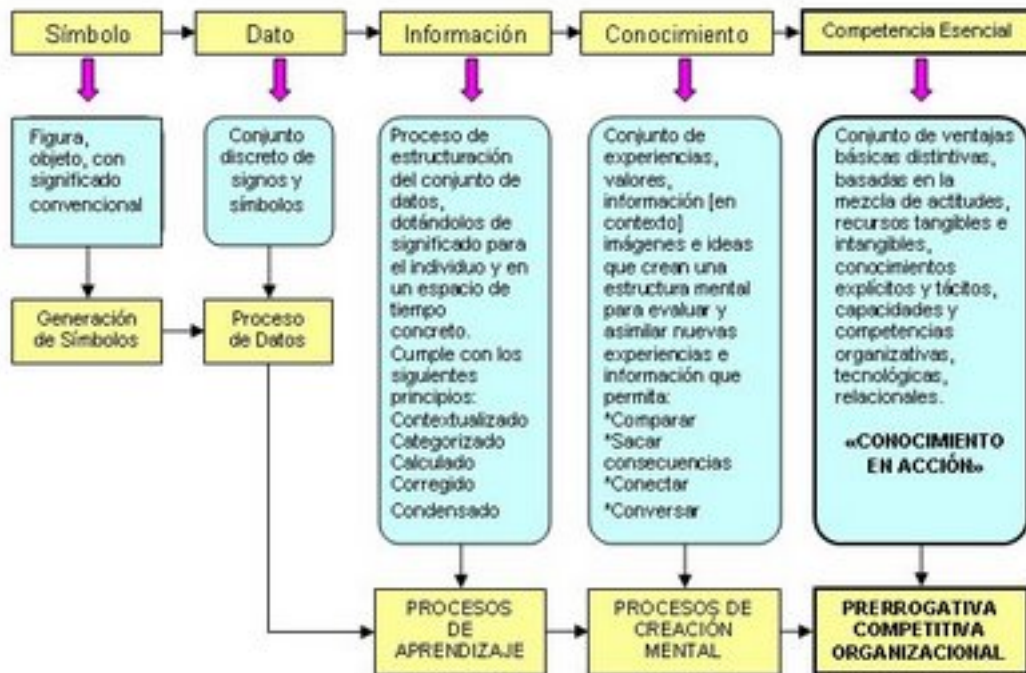 Símbolo
Dato
Información
Conocimiento
Competencia Esencial
Figura,
objeto, con
significado
convencional
Conjunto
discreto de
signos y
símbolos
Proceso de
estructuración
del conjunto de
datos,
dotándolos de
significado para
el individuo y en
un espacio de
tiempo
concreto.
Cumple con los
siguientes
principios:
Contextualizado
Categorizado
Calculado
Corregido
Condensado
Conjunto de
experiencias,
valores,
información [en
contexto]
imágenes e ideas
que crean una
estructura mental
para evaluar y
asimilar nuevas
experiencias e
información que
permita:
*Comparar
*Sacar
consecuencias
*Conectar
*Conversar
Conjunto de ventajas
básicas distintivas,
basadas en la
mezcla de actitudes,
recursos tangibles e
intangibles,
conocimientos
explícitos y tácitos,
capacidades y
competencias
organizativas,
tecnológicas,
relacionales.
«CONOCIMIENTO
EN ACCIÓN»
Generación
de Símbolos
Proceso
de Datos
PROCESOS
DE
APRENDIZAJE
PROCESOS DE
CREACIÓN
MENTAL
PRERROGATIVA
COMPETITIVA
ORGANIZACIONAL